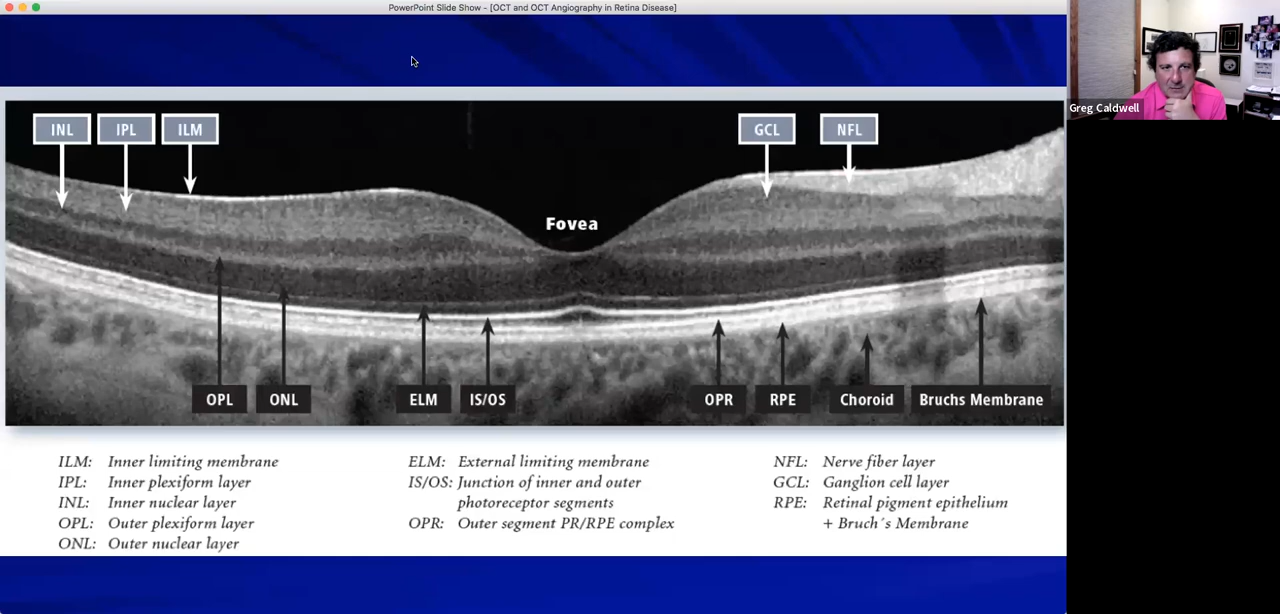 PowerPoint Slide Show - [OCT and OCT Angiography in Retina Disease]
Greg Caldwell
INL IPL ILM GCL NFL
Fovea
OPL ONL ELM IS/OS OPR RPE Choroid Bruchs Membrane
ILM: Inner limiting membrane
IPL: Inner plexiform layer
INL: Inner nuclear layer
OPL: Outer plexiform layer
ONL: Outer nuclear layer
ELM: External limiting membrane
IS/OS: Junction of inner and outer
photoreceptor segments
OPR: Outer segment PR/RPE complex
NFL: Nerve fiber layer
GCL: Ganglion cell layer
RPE: Retinal pigment epithelium
+ Bruch´s Membrane